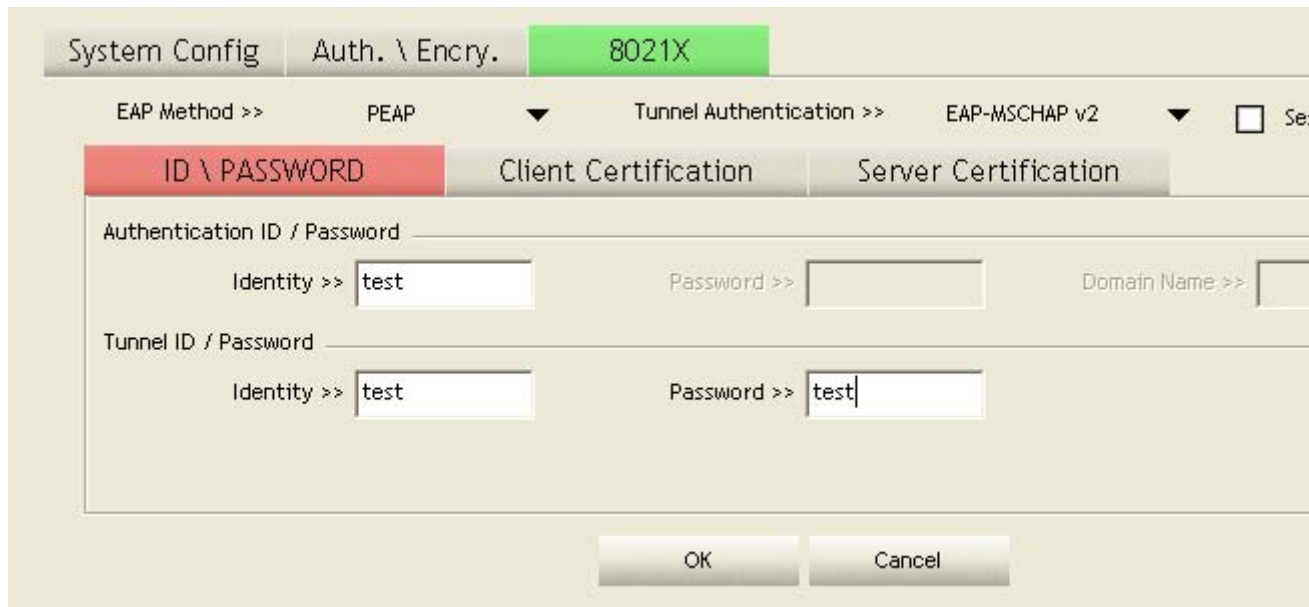 System Config Auth. \ Encry. 8021X
EAP Method >> PEAP Tunnel Authentication >> EAP-MSCHAP v2
ID \ PASSWORD Client Certification Server Certification
Authentication ID / Password
Identity >> test Password >> Domain Name >>
Tunnel ID / Password
Identity >> test Password >> test
OK Cancel